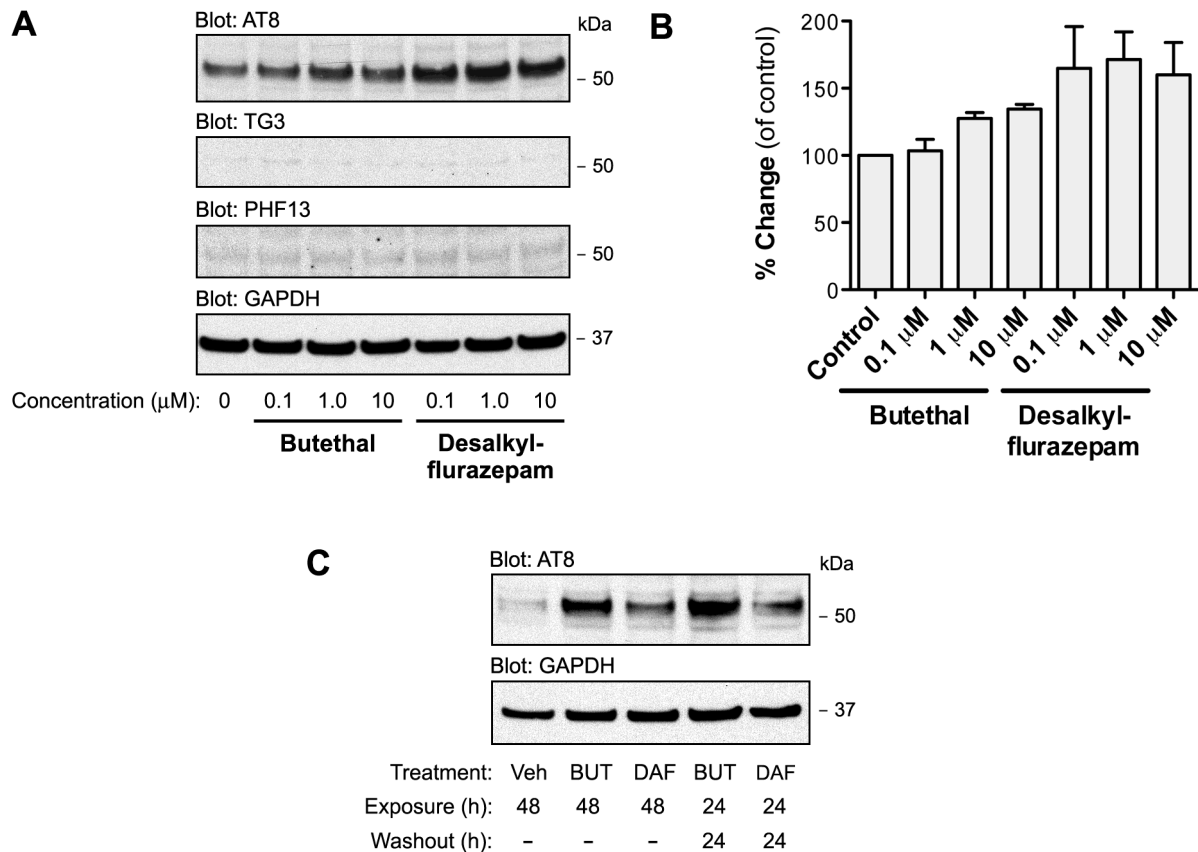 A
Blot: AT8
kDa
– 50
Blot: TG3
– 50
Blot: PHF13
– 50
Blot: GAPDH
– 37
Concentration (μM): 0 0.1 1.0 10 0.1 1.0 10
Butethal Desalkyl-
flurazepam
B
% Change (of control)
200
150
100
50
0
Control 0.1 μM 1 μM 10 μM 0.1 μM 1 μM 10 μM
Butethal Desalkyl-
flurazepam
C
Blot: AT8
kDa
– 50
Blot: GAPDH
– 37
Treatment: Veh BUT DAF BUT DAF
Exposure (h): 48 48 48 24 24
Washout (h): – – – 24 24